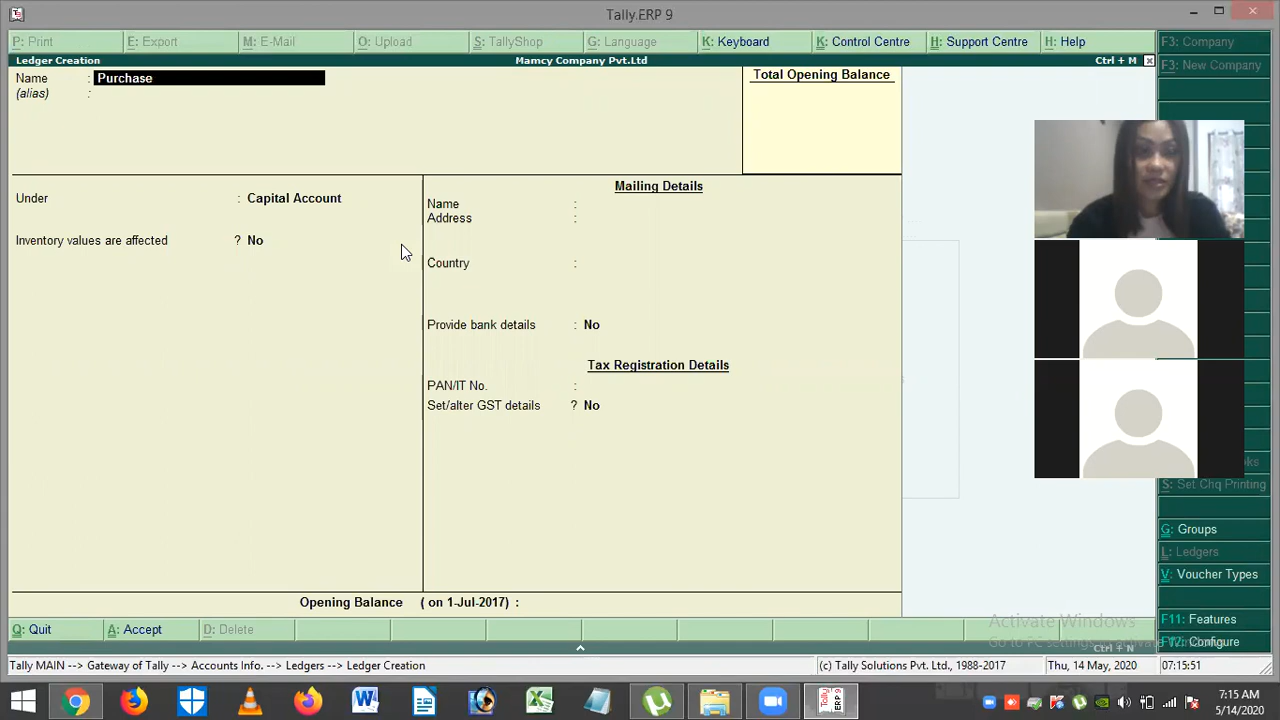 Tally.ERP 9
P: Print E: Export M: E-Mail O: Upload S: TallyShop G: Language K: Keyboard K: Control Centre H: Support Centre H: Help F3: Company
Ledger Creation Mamcy Company Pvt.Ltd Ctrl + M
F3: New Company
Name : Purchase Total Opening Balance
(alias) :
Under : Capital Account Mailing Details
Name :
Address :
Inventory values are affected ? No
Country :
Provide bank details : No
Tax Registration Details
PAN/IT No. :
Set/alter GST details ? No
S: Set Chq Printing
G: Groups
L: Ledgers
V: Voucher Types
Opening Balance ( on 1-Jul-2017) :
F11: Features
Activate Windows
Q: Quit A: Accept D: Delete
Go to PC settings to activate
F12: Configure
Ctrl + N
Tally MAIN --> Gateway of Tally --> Accounts Info. --> Ledgers --> Ledger Creation (c) Tally Solutions Pvt. Ltd., 1988-2017 Thu, 14 May, 2020 07:15:51
7:15 AM
5/14/2020